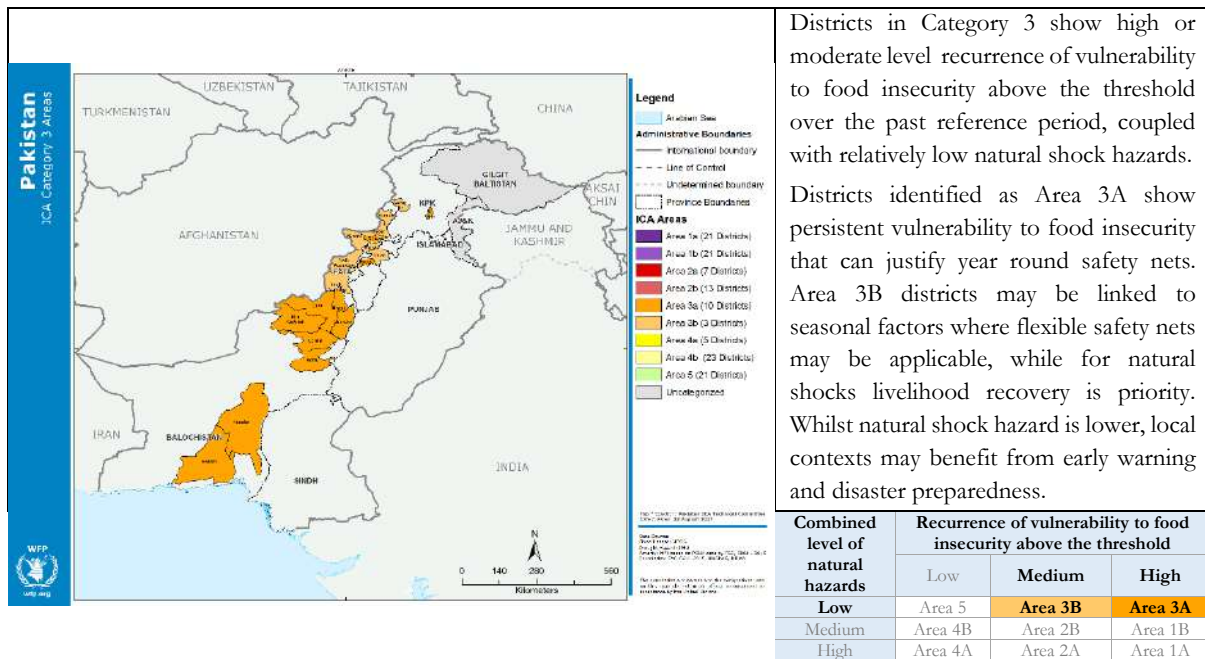 Pakistan
ICA Category 3 Areas
WFP
wfp.org
UZBEKISTAN
TAJIKISTAN
TURKMENISTAN
CHINA
GILGIT
BALTISTAN
AKSAI
CHIN
KPK
AJ&K
ISLAMABAD
JAMMU AND
KASHMIR
AFGHANISTAN
PUNJAB
IRAN
BALOCHISTAN
SINDH
INDIA
N
0 140 280 560
Kilometers
Legend
Arabian Sea
Administrative Boundaries
International boundary
Line of Control
Undetermined boundary
Province Boundaries
ICA Areas
Area 1a (21 Districts)
Area 1b (21 Districts)
Area 2a (7 Districts)
Area 2b (13 Districts)
Area 3a (10 Districts)
Area 3b (3 Districts)
Area 4a (5 Districts)
Area 4b (23 Districts)
Area 5 (21 Districts)
Uncategorized
Districts in Category 3 show high or
moderate level recurrence of vulnerability
to food insecurity above the threshold
over the past reference period, coupled
with relatively low natural shock hazards.
Districts identified as Area 3A show
persistent vulnerability to food insecurity
that can justify year round safety nets.
Area 3B districts may be linked to
seasonal factors where flexible safety nets
may be applicable, while for natural
shocks livelihood recovery is priority.
Whilst natural shock hazard is lower, local
contexts may benefit from early warning
and disaster preparedness.
Combined level of natural hazards
Recurrence of vulnerability to food
insecurity above the threshold
Low Medium High
Low Area 5 Area 3B Area 3A
Medium Area 4B Area 2B Area 1B
High Area 4A Area 2A Area 1A